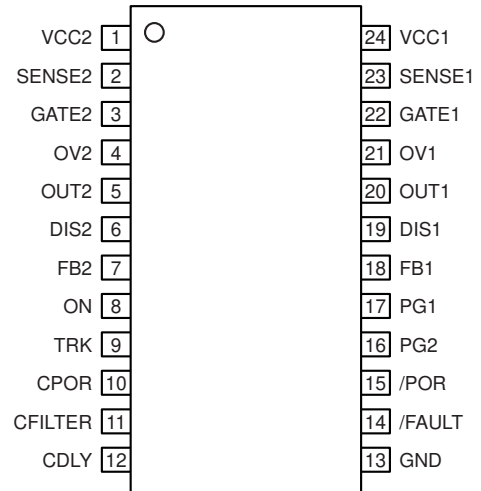 VCC2 1 24 VCC1
SENSE2 2 23 SENSE1
GATE2 3 22 GATE1
OV2 4 21 OV1
OUT2 5 20 OUT1
DIS2 6 19 DIS1
FB2 7 18 FB1
ON 8 17 PG1
TRK 9 16 PG2
CPOR 10 15 /POR
CFILTER 11 14 /FAULT
CDLY 12 13 GND